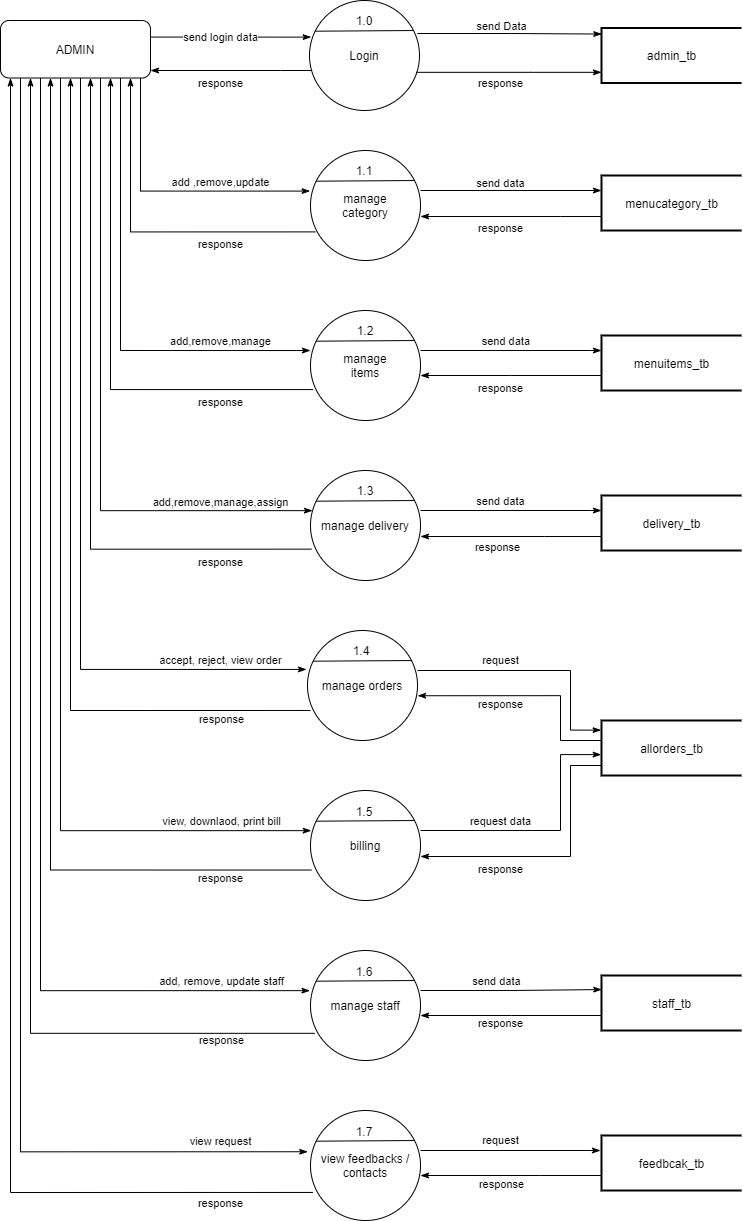 ADMIN
send login data
response
1.0
Login
send Data
response
admin_tb
add ,remove,update
response
1.1
manage
category
send data
response
menucategory_tb
add,remove,manage
response
1.2
manage
items
send data
response
menuitems_tb
add,remove,manage,assign
response
1.3
manage delivery
send data
response
delivery_tb
accept, reject, view order
response
1.4
manage orders
request
response
allorders_tb
view, downlaod, print bill
response
1.5
billing
request data
response
add, remove, update staff
response
1.6
manage staff
send data
response
staff_tb
view request
response
1.7
view feedbacks /
contacts
request
response
feedbcak_tb